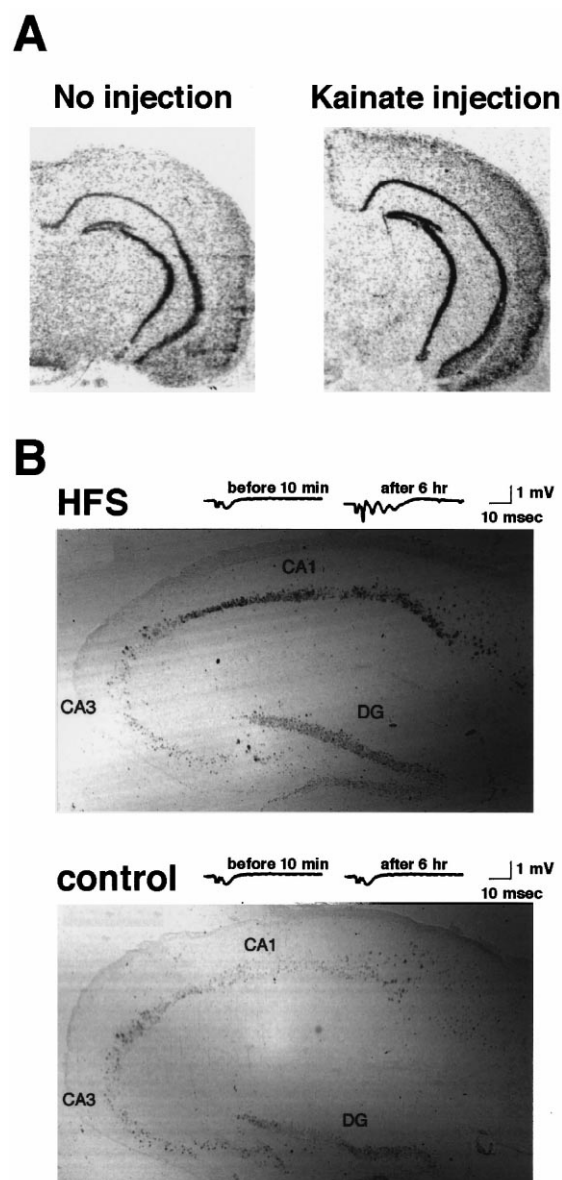 A
No injection
Kainate injection
B
HFS
before 10 min
after 6 hr
1 mV
10 msec
CA1
CA3
DG
control
before 10 min
after 6 hr
1 mV
10 msec
CA1
CA3
DG